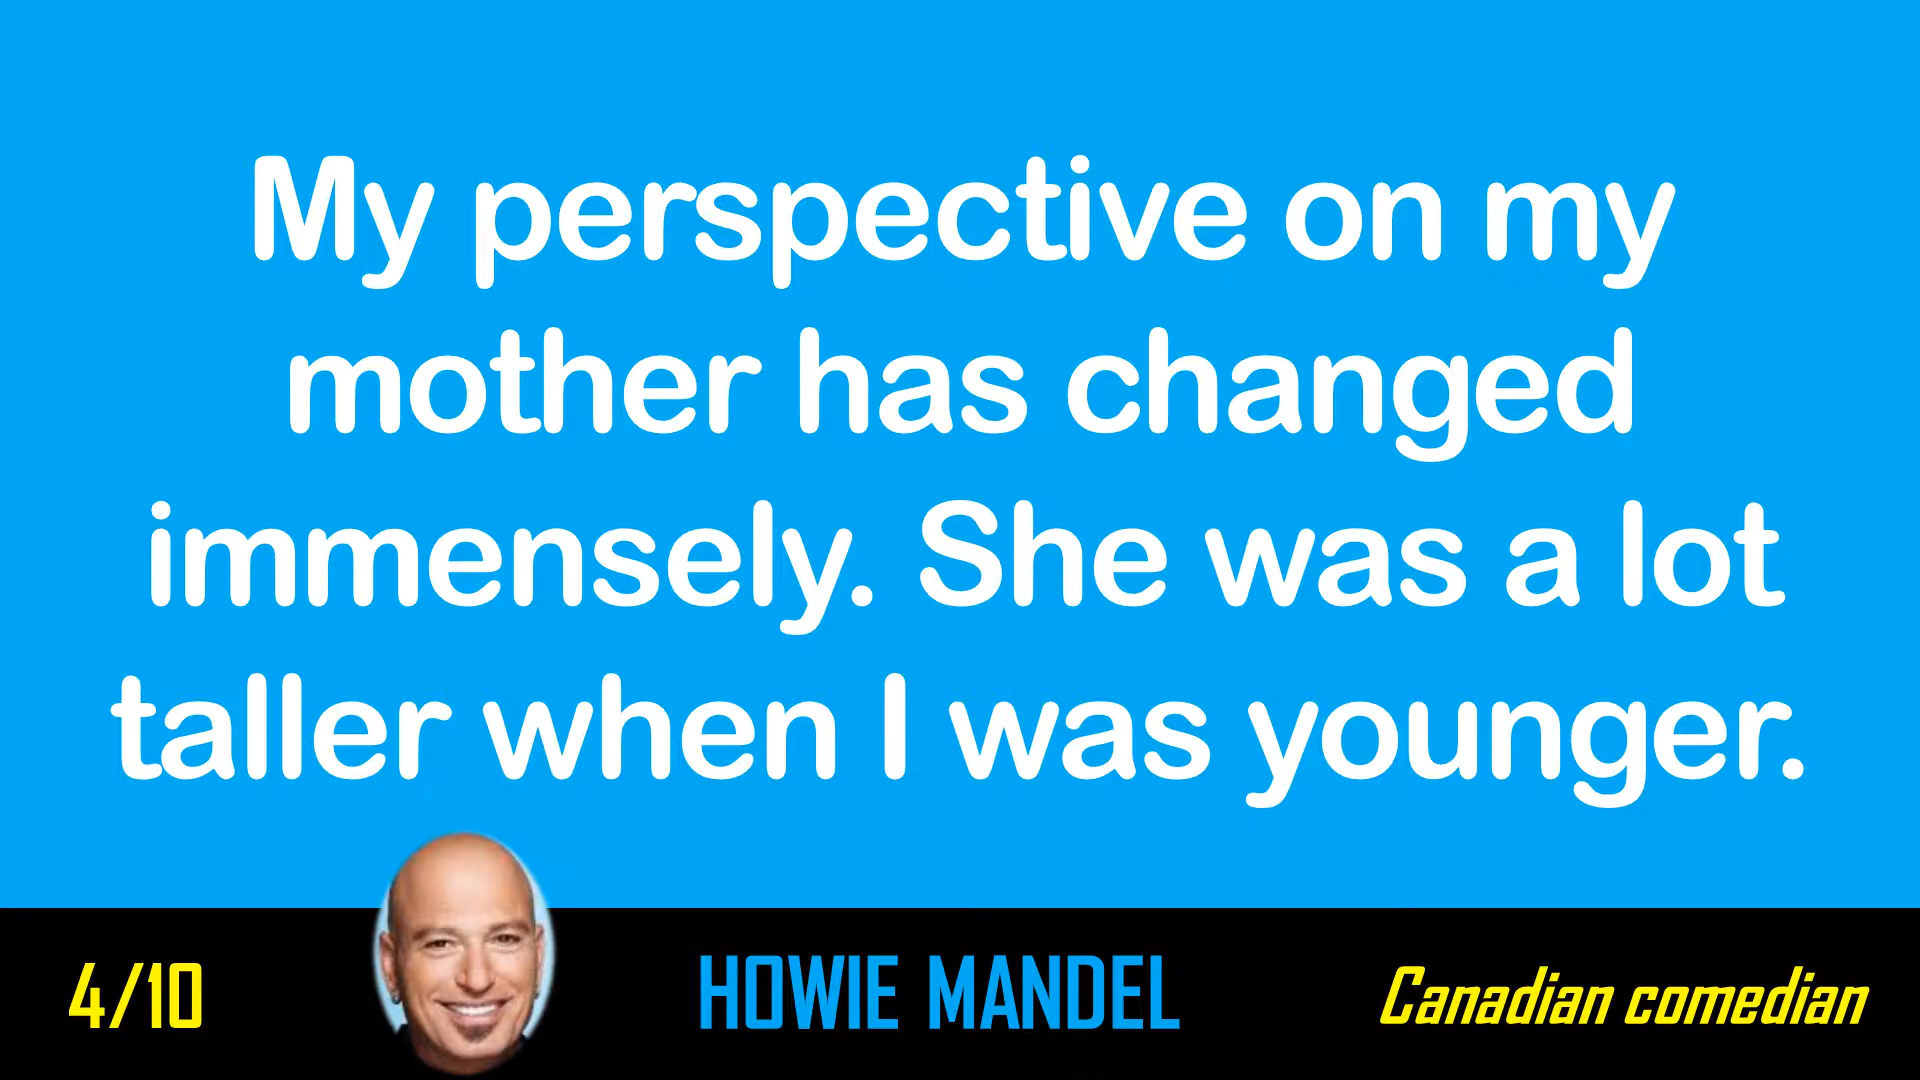 My perspective on my
mother has changed
immensely. She was a lot
taller when I was younger.
4/10
HOWIE MANDEL
Canadian comedian